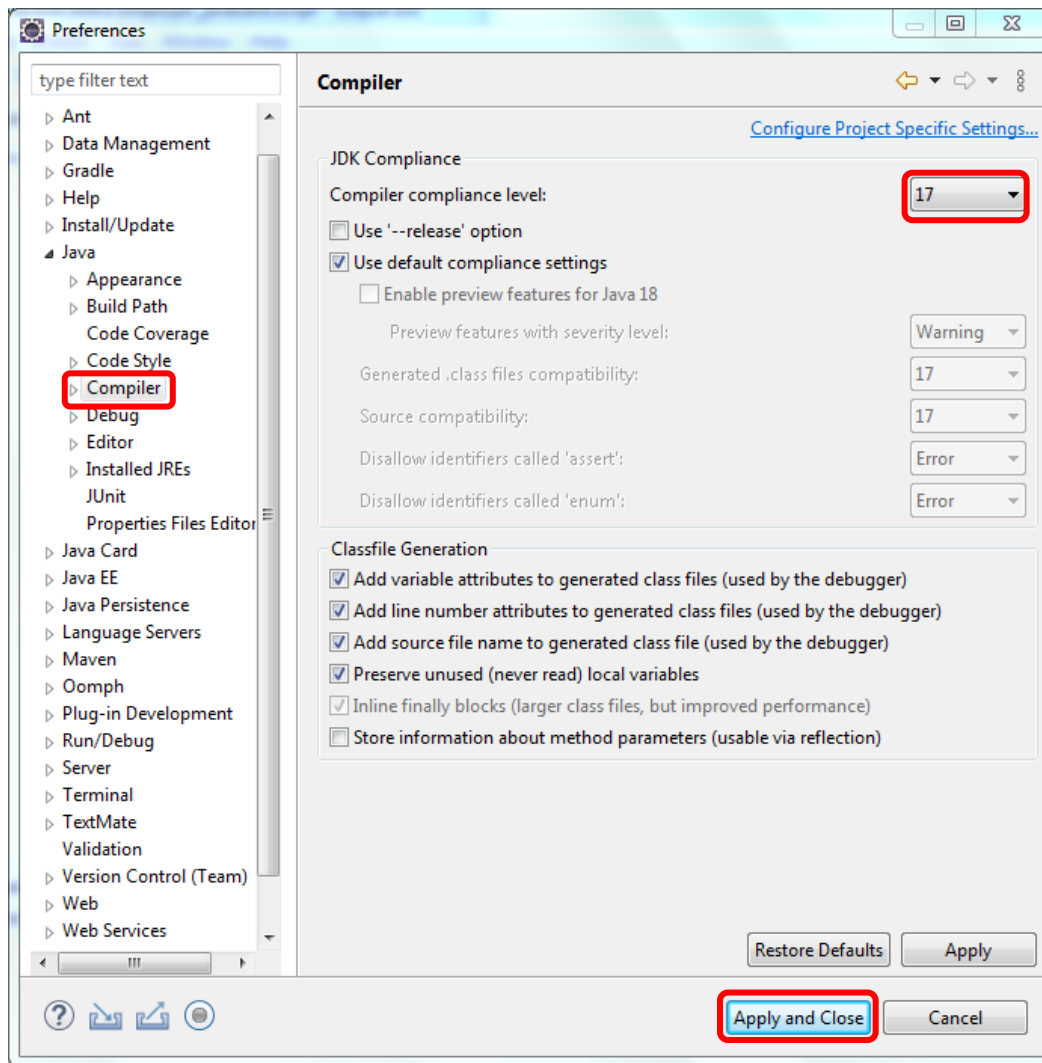 Preferences
type filter text
Ant
Data Management
Gradle
Help
Install/Update
Java
Appearance
Build Path
Code Coverage
Code Style
Compiler
Debug
Editor
Installed JREs
JUnit
Properties Files Editor
Java Card
Java EE
Java Persistence
Language Servers
Maven
Oomph
Plug-in Development
Run/Debug
Server
Terminal
TextMate
Validation
Version Control (Team)
Web
Web Services
Compiler
Configure Project Specific Settings...
JDK Compliance
Compiler compliance level: 17
Use '--release' option
Use default compliance settings
Enable preview features for Java 18
Preview features with severity level: Warning
Generated .class files compatibility: 17
Source compatibility: 17
Disallow identifiers called 'assert': Error
Disallow identifiers called 'enum': Error
Classfile Generation
Add variable attributes to generated class files (used by the debugger)
Add line number attributes to generated class files (used by the debugger)
Add source file name to generated class file (used by the debugger)
Preserve unused (never read) local variables
Inline finally blocks (larger class files, but improved performance)
Store information about method parameters (usable via reflection)
Restore Defaults Apply
Apply and Close Cancel